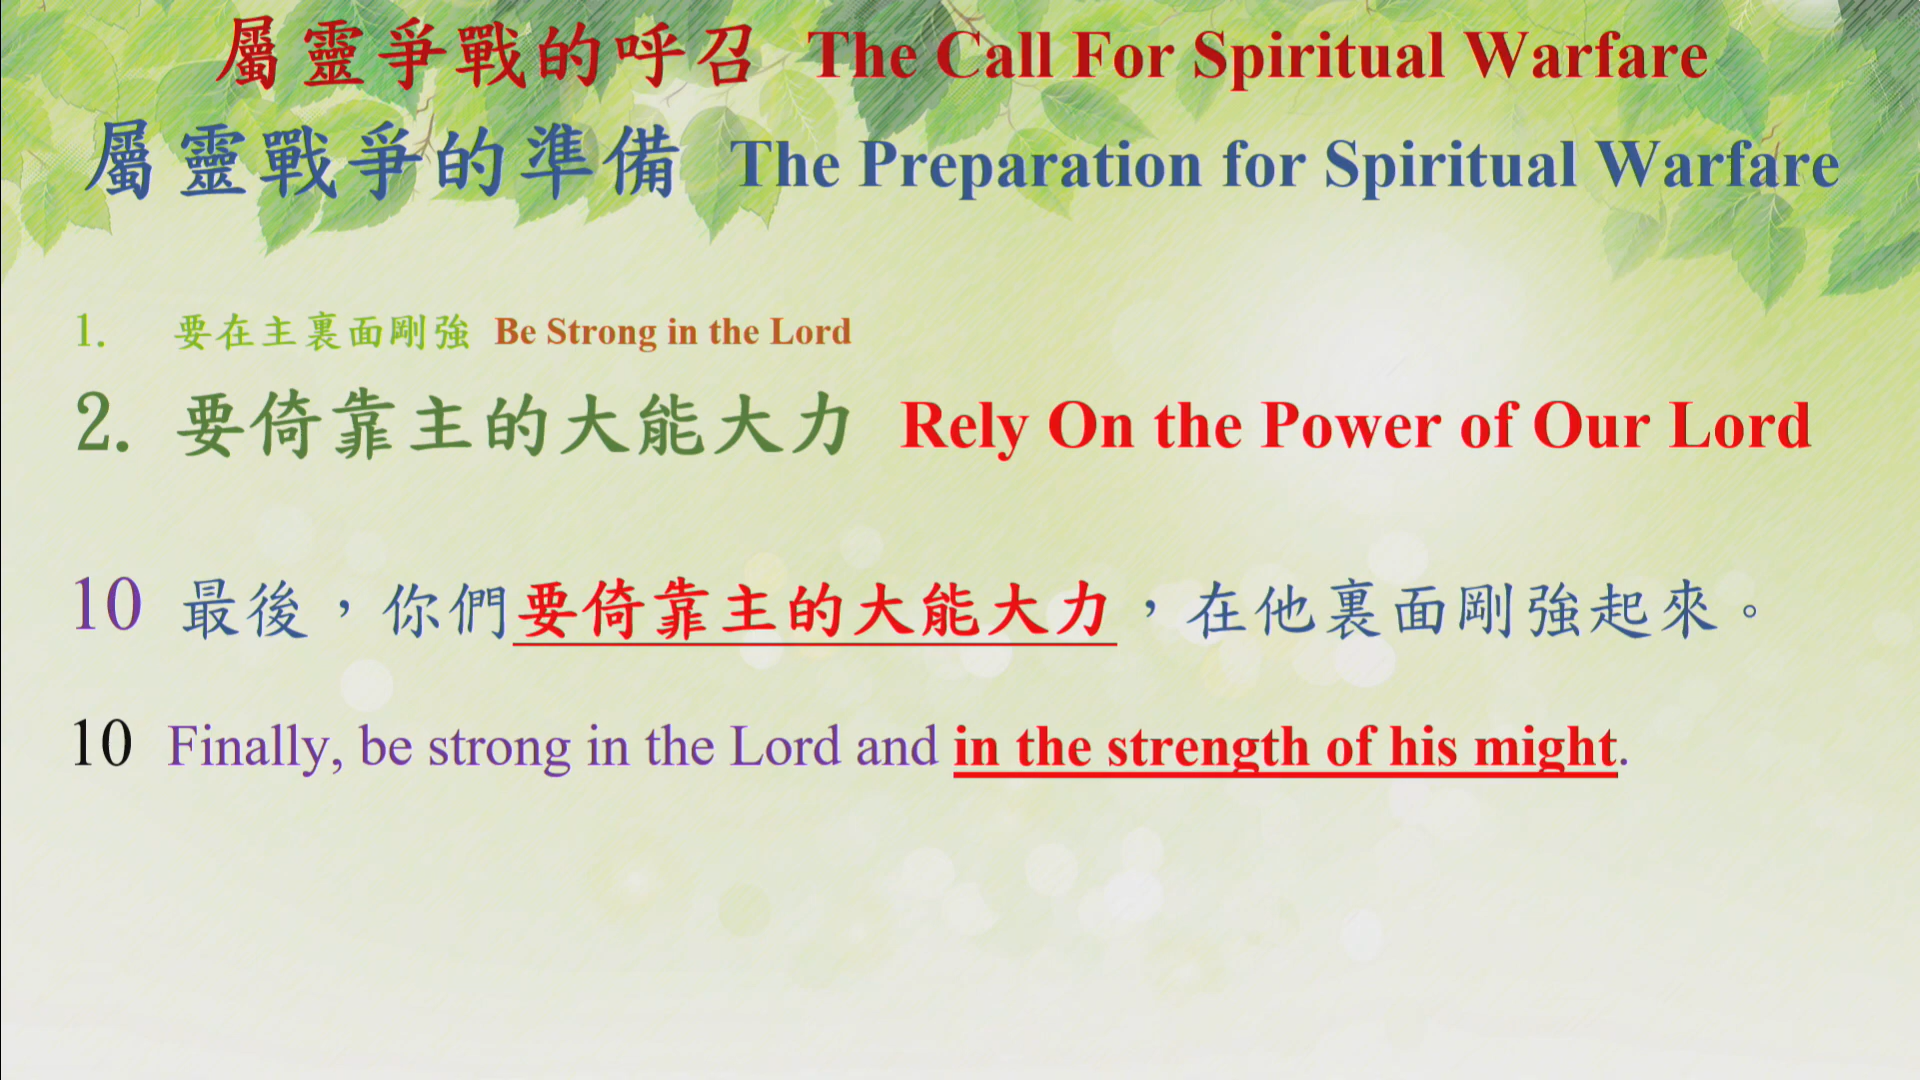 屬靈爭戰的呼召 The Call For Spiritual Warfare
屬靈戰爭的準備 The Preparation for Spiritual Warfare
1. 要在主裏面剛強 Be Strong in the Lord
2. 要倚靠主的大能大力 Rely On the Power of Our Lord
10 最後，你們要倚靠主的大能大力，在他裏面剛強起來。
10 Finally, be strong in the Lord and in the strength of his might.